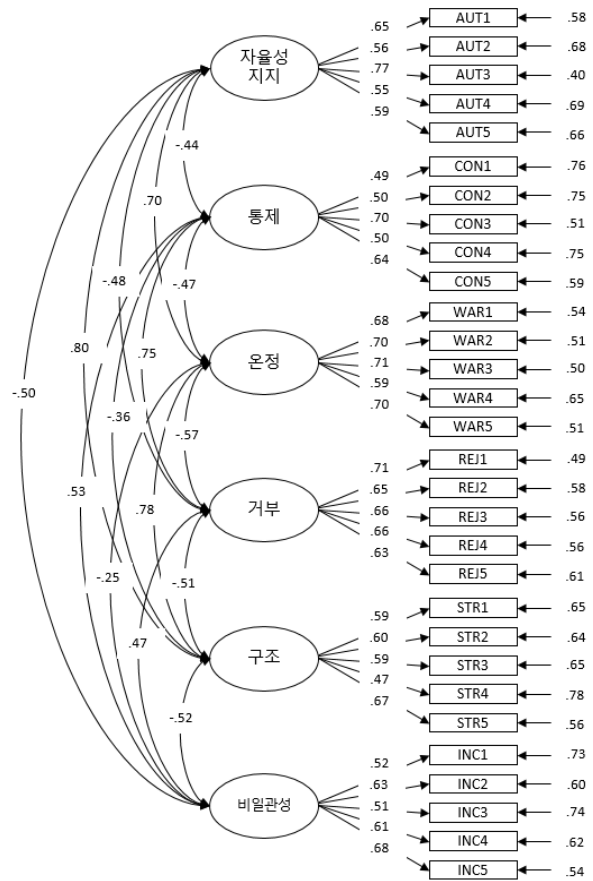 자율성
지지
.65
.56
.77
.55
.59
AUT1
.58
AUT2
.68
AUT3
.40
AUT4
.69
AUT5
.66
-.44
통제
.49
.50
.70
.50
.64
CON1
.76
CON2
.75
CON3
.51
CON4
.75
CON5
.59
.70
-.47
-.48
온정
.68
.70
.71
.59
.70
WAR1
.54
WAR2
.51
WAR3
.50
WAR4
.65
WAR5
.51
.80
.75
-.50
-.36
-.57
거부
.71
.65
.66
.66
.63
REJ1
.49
REJ2
.58
REJ3
.56
REJ4
.56
REJ5
.61
.53
.78
-.25
-.51
구조
.59
.60
.59
.47
.67
STR1
.65
STR2
.64
STR3
.65
STR4
.78
STR5
.56
.47
-.52
비일관성
.52
.63
.51
.61
.68
INC1
.73
INC2
.60
INC3
.74
INC4
.62
INC5
.54